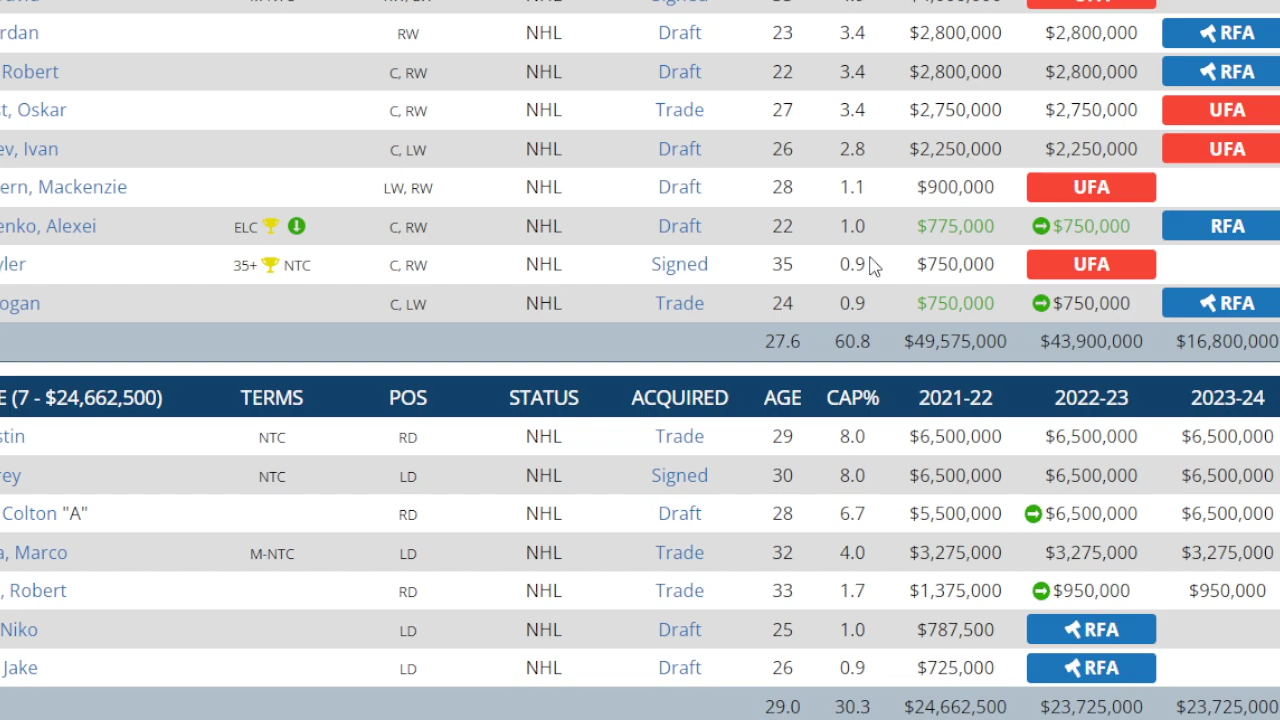 rdan RW NHL Draft 23 3.4 $2,800,000 $2,800,000 RFA
Robert C, RW NHL Draft 22 3.4 $2,800,000 $2,800,000 RFA
st, Oskar C, RW NHL Trade 27 3.4 $2,750,000 $2,750,000 UFA
ev, Ivan C, LW NHL Draft 26 2.8 $2,250,000 $2,250,000 UFA
ern, Mackenzie LW, RW NHL Draft 28 1.1 $900,000 UFA
enko, Alexei ELC C, RW NHL Draft 22 1.0 $775,000 $750,000 RFA
yler 35+ NTC C, RW NHL Signed 35 0.9 $750,000 UFA
ogan C, LW NHL Trade 24 0.9 $750,000 $750,000 RFA
27.6 60.8 $49,575,000 $43,900,000 $16,800,000
E (7 - $24,662,500) TERMS POS STATUS ACQUIRED AGE CAP% 2021-22 2022-23 2023-24
stin NTC RD NHL Trade 29 8.0 $6,500,000 $6,500,000 $6,500,000
rey NTC LD NHL Signed 30 8.0 $6,500,000 $6,500,000 $6,500,000
Colton "A" RD NHL Draft 28 6.7 $5,500,000 $6,500,000 $6,500,000
a, Marco M-NTC LD NHL Trade 32 4.0 $3,275,000 $3,275,000 $3,275,000
, Robert RD NHL Trade 33 1.7 $1,375,000 $950,000 $950,000
Niko LD NHL Draft 25 1.0 $787,500 RFA
Jake LD NHL Draft 26 0.9 $725,000 RFA
29.0 30.3 $24,662,500 $23,725,000 $23,725,000